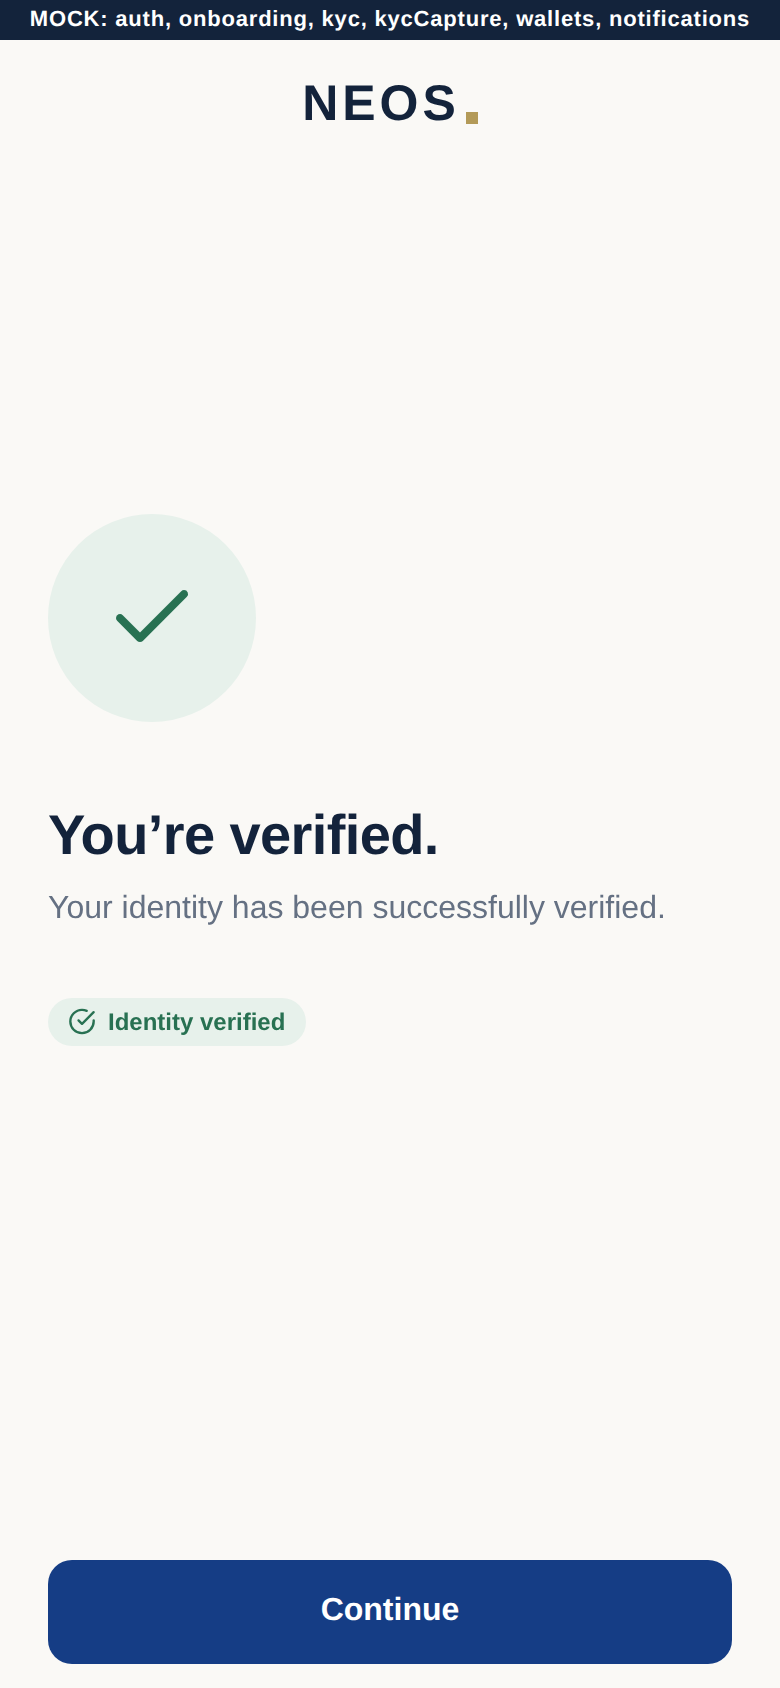 MOCK: auth, onboarding, kyc, kycCapture, wallets, notifications
NEOS.
You’re verified.
Your identity has been successfully verified.
Identity verified
Continue